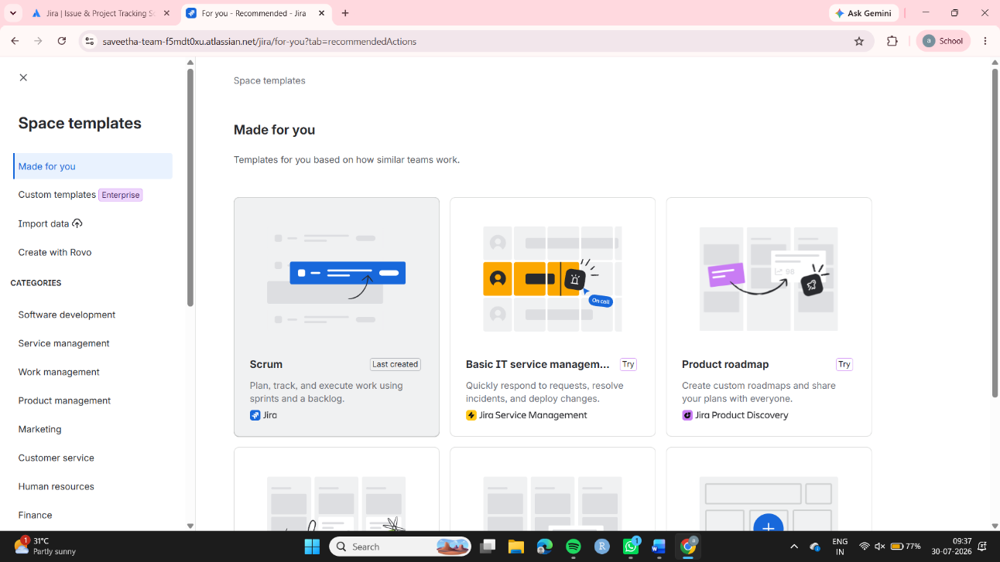 Jira | Issue & Project Tracking S
For you - Recommended - Jira
Ask Gemini
saveetha-team-f5mdt0xu.atlassian.net/jira/for-you?tab=recommendedActions
a
School
Space templates
Made for you
Custom templates Enterprise
Import data
Create with Rovo
CATEGORIES
Software development
Service management
Work management
Product management
Marketing
Customer service
Human resources
Finance
Space templates
Made for you
Templates for you based on how similar teams work.
On call
98
Scrum
Last created
Plan, track, and execute work using
sprints and a backlog.
Jira
Basic IT service managem...
Try
Quickly respond to requests, resolve
incidents, and deploy changes.
Jira Service Management
Product roadmap
Try
Create custom roadmaps and share
your plans with everyone.
Jira Product Discovery
1
31°C
Partly sunny
Search
R
1
a
ENG
IN
77%
09:37
30-07-2026